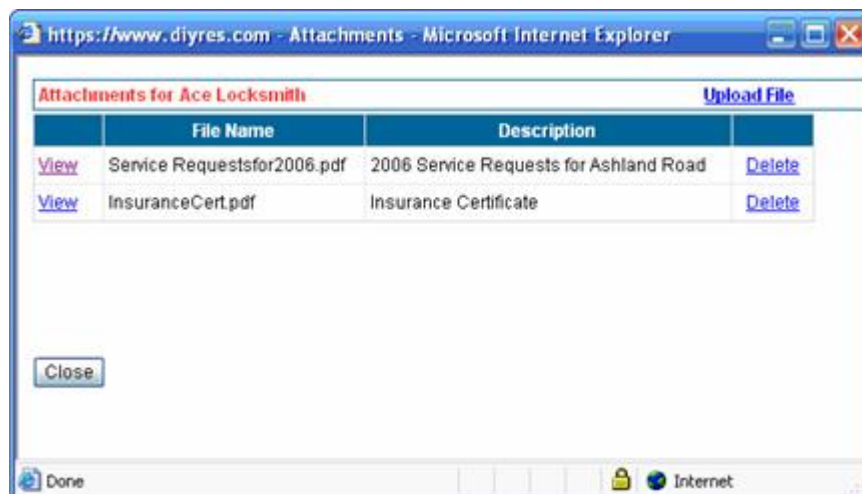 https://www.diyres.com - Attachments - Microsoft Internet Explorer
Attachments for Ace Locksmith Upload File
File Name Description
View Service Requestsfor2006.pdf 2006 Service Requests for Ashland Road Delete
View InsuranceCert.pdf Insurance Certificate Delete
Close
Done Internet